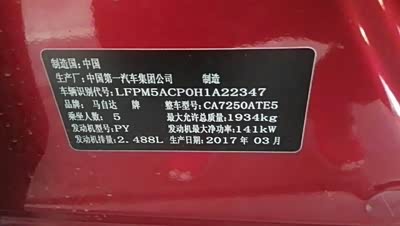 制造国：中国
生产厂：中国第一汽车集团公司 制造
车辆识别代号：LFPM5ACP0H1A22347
品牌：马自达 牌 整车型号：CA7250ATE5
乘坐人数：5 最大允许总质量：1934kg
发动机型号：PY 发动机最大净功率：141kW
发动机排量：2.488L 生产日期：2017 年 03 月